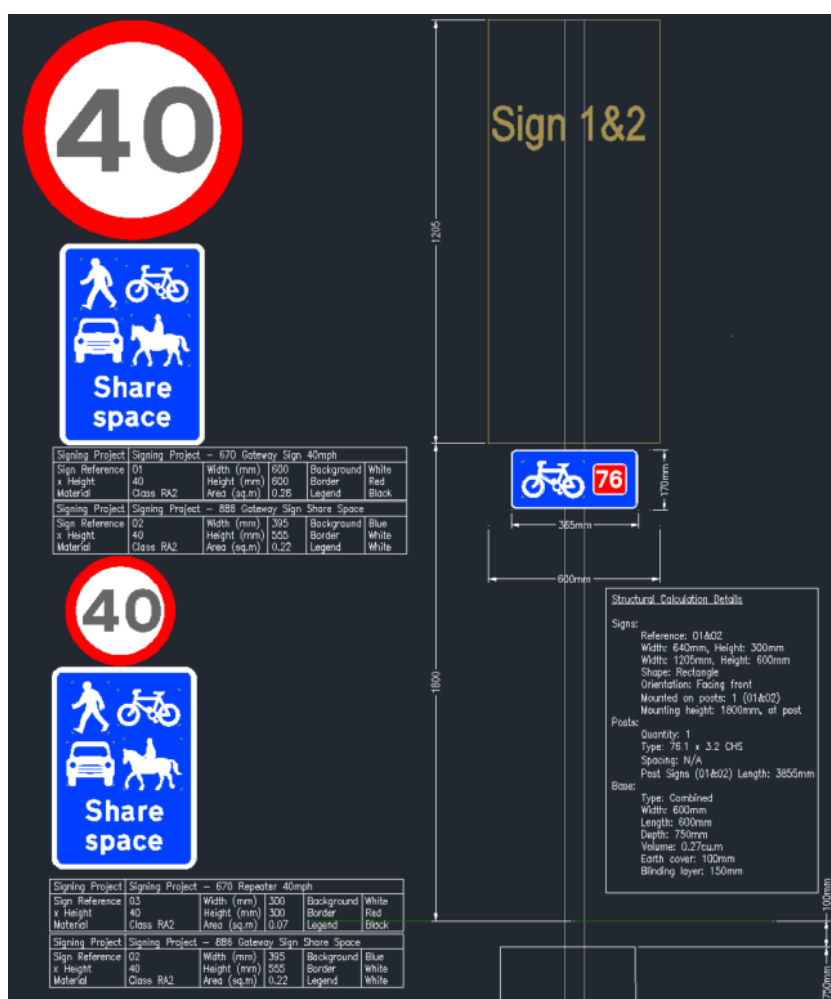 40
Share
space
Signing Project Signing Project – 670 Gateway Sign 40mph
Sign Reference 01 Width (mm) 600 Background White
x Height 40 Height (mm) 600 Border Red
Material Class RA2 Area (sq.m) 0.28 Legend Black
Signing Project Signing Project – 886 Gateway Sign Share Space
Sign Reference 02 Width (mm) 395 Background Blue
x Height 40 Height (mm) 555 Border White
Material Class RA2 Area (sq.m) 0.22 Legend White
40
Share
space
Signing Project Signing Project – 670 Repeater 40mph
Sign Reference 03 Width (mm) 300 Background White
x Height 40 Height (mm) 300 Border Red
Material Class RA2 Area (sq.m) 0.07 Legend Black
Signing Project Signing Project – 886 Gateway Sign Share Space
Sign Reference 02 Width (mm) 395 Background Blue
x Height 40 Height (mm) 555 Border White
Material Class RA2 Area (sq.m) 0.22 Legend White
Sign 1&2
1205
76
170mm
365mm
600mm
1800
Structural Calculation Details
Signs:
Reference: 01&02
Width: 640mm, Height: 300mm
Width: 1205mm, Height: 600mm
Shape: Rectangle
Orientation: Facing front
Mounted on posts: 1 (01&02)
Mounting height: 1800mm, at post
Posts:
Quantity: 1
Type: 76.1 x 3.2 CHS
Spacing: N/A
Post Signs (01&02) Length: 3855mm
Base:
Type: Combined
Width: 600mm
Length: 600mm
Depth: 750mm
Volume: 0.27cu.m
Earth cover: 100mm
Blinding layer: 150mm
100mm
750mm